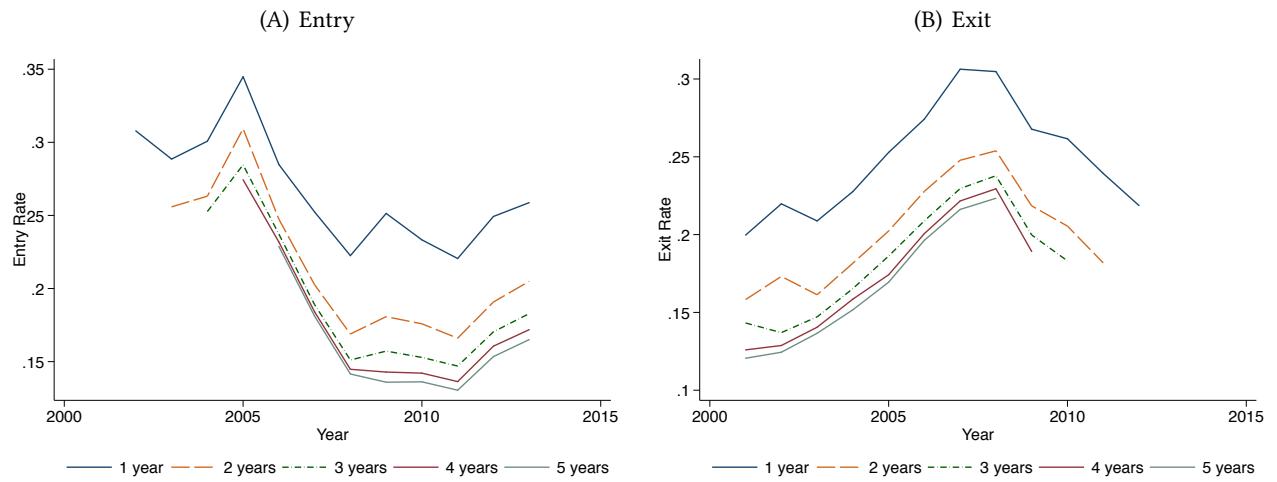 (A) Entry
.35
.3
.25
.2
.15
Entry Rate
2000 2005 2010 2015
Year
1 year 2 years 3 years 4 years 5 years
(B) Exit
.3
.25
.2
.15
.1
Exit Rate
2000 2005 2010 2015
Year
1 year 2 years 3 years 4 years 5 years